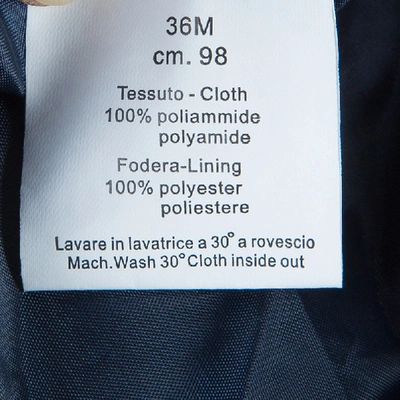 36M
cm. 98
Tessuto - Cloth
100% poliammide
polyamide
Fodera-Lining
100% polyester
poliestere
Lavare in lavatrice a 30° a rovescio
Mach.Wash 30°Cloth inside out